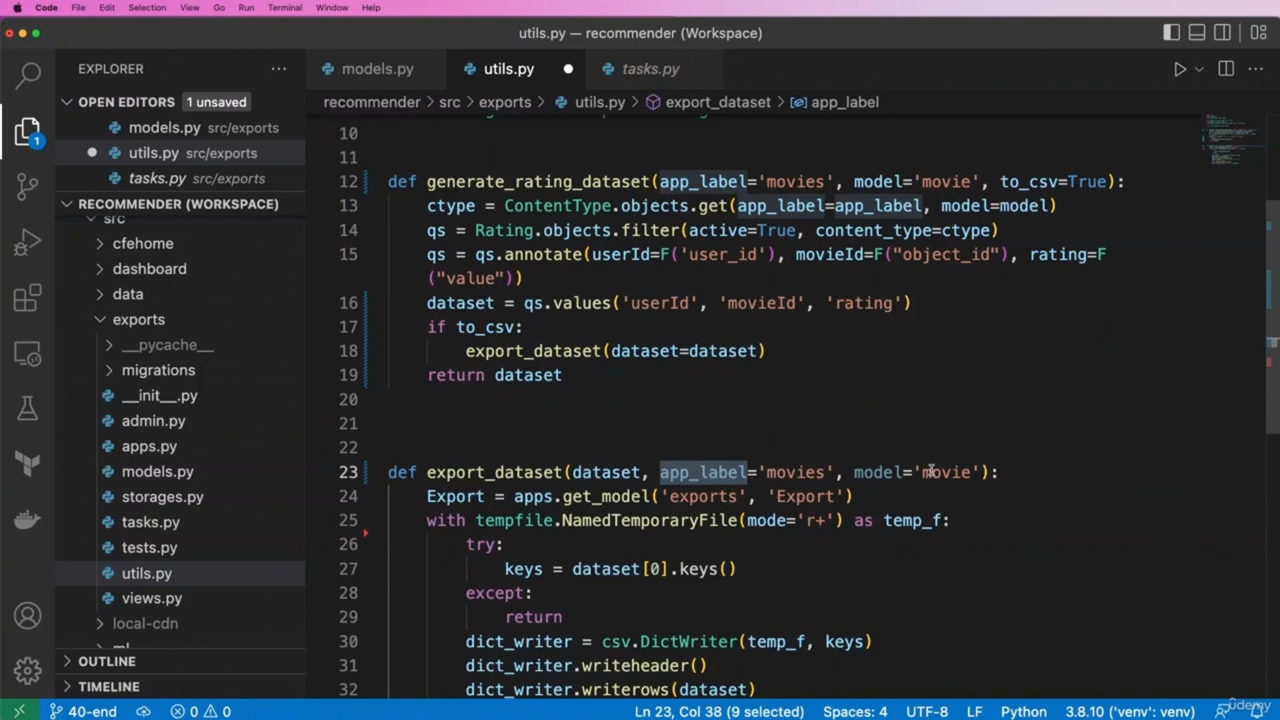 Code File Edit Selection View Go Run Terminal Window Help
utils.py — recommender (Workspace)
EXPLORER
models.py utils.py tasks.py
OPEN EDITORS 1 unsaved
recommender > src > exports > utils.py > export_dataset > app_label
models.py src/exports
utils.py src/exports
tasks.py src/exports
RECOMMENDER (WORKSPACE)
src
cfehome
dashboard
data
exports
__pycache__
migrations
__init__.py
admin.py
apps.py
models.py
storages.py
tasks.py
tests.py
utils.py
views.py
local-cdn
ml
OUTLINE
TIMELINE
1
10
11
12 def generate_rating_dataset(app_label='movies', model='movie', to_csv=True):
13 ctype = ContentType.objects.get(app_label=app_label, model=model)
14 qs = Rating.objects.filter(active=True, content_type=ctype)
15 qs = qs.annotate(userId=F('user_id'), movieId=F("object_id"), rating=F
("value"))
16 dataset = qs.values('userId', 'movieId', 'rating')
17 if to_csv:
18 export_dataset(dataset=dataset)
19 return dataset
20
21
22
23 def export_dataset(dataset, app_label='movies', model='movie'):
24 Export = apps.get_model('exports', 'Export')
25 with tempfile.NamedTemporaryFile(mode='r+') as temp_f:
26 try:
27 keys = dataset[0].keys()
28 except:
29 return
30 dict_writer = csv.DictWriter(temp_f, keys)
31 dict_writer.writeheader()
32 dict_writer.writerows(dataset)
40-end 0 0 Ln 23, Col 38 (9 selected) Spaces: 4 UTF-8 LF Python 3.8.10 ('venv': venv)
ûdemy